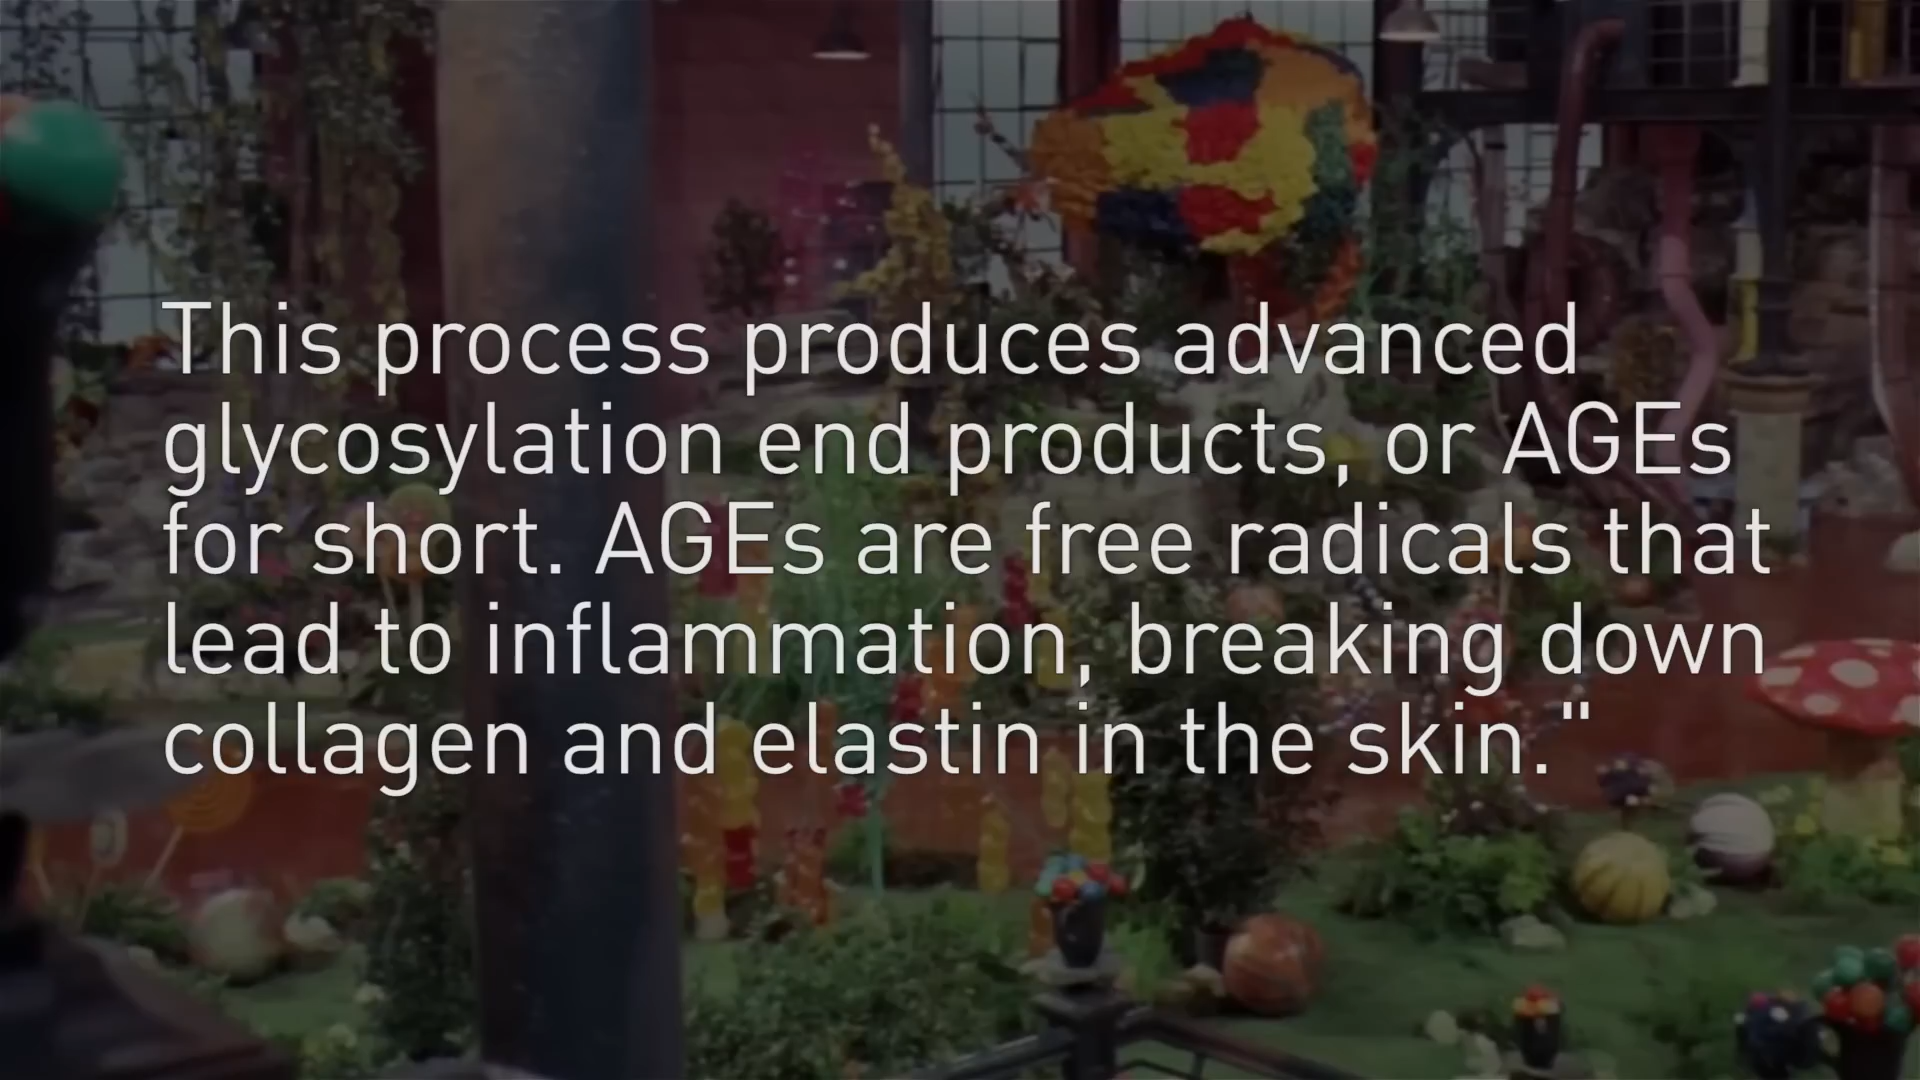 This process produces advanced
glycosylation end products, or AGEs
for short. AGEs are free radicals that
lead to inflammation, breaking down
collagen and elastin in the skin."